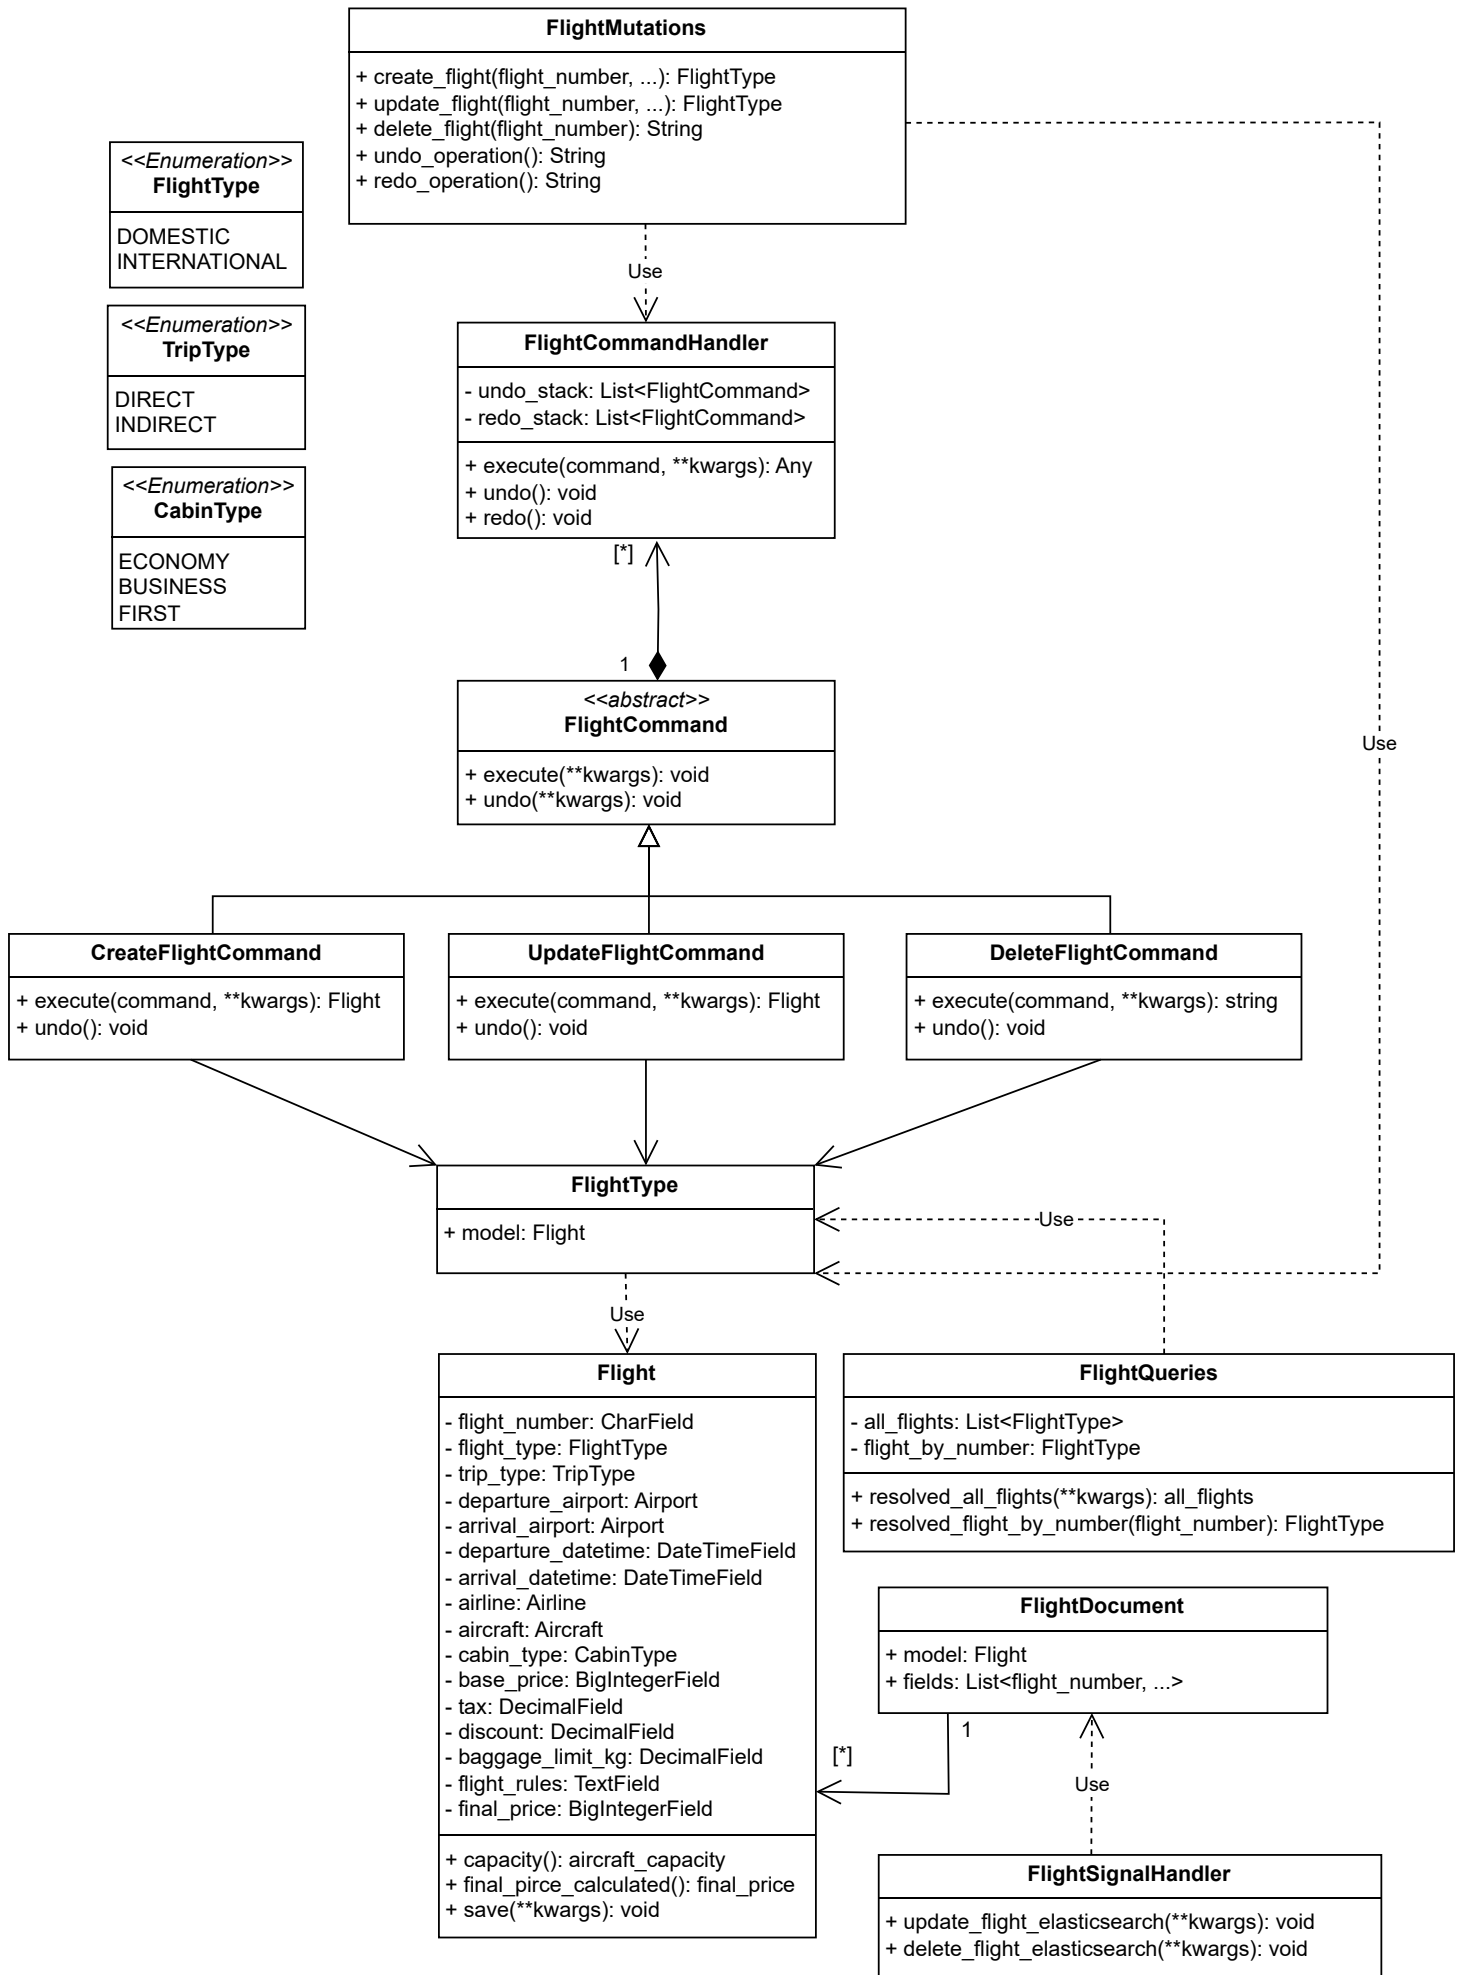 FlightMutations
+ create_flight(flight_number, ...): FlightType
+ update_flight(flight_number, ...): FlightType
+ delete_flight(flight_number): String
+ undo_operation(): String
+ redo_operation(): String
<<Enumeration>>
FlightType
DOMESTIC
INTERNATIONAL
<<Enumeration>>
TripType
DIRECT
INDIRECT
<<Enumeration>>
CabinType
ECONOMY
BUSINESS
FIRST
Use
FlightCommandHandler
- undo_stack: List<FlightCommand>
- redo_stack: List<FlightCommand>
+ execute(command, **kwargs): Any
+ undo(): void
+ redo(): void
[*]
1
<<abstract>>
FlightCommand
+ execute(**kwargs): void
+ undo(**kwargs): void
Use
CreateFlightCommand
+ execute(command, **kwargs): Flight
+ undo(): void
UpdateFlightCommand
+ execute(command, **kwargs): Flight
+ undo(): void
DeleteFlightCommand
+ execute(command, **kwargs): string
+ undo(): void
FlightType
+ model: Flight
Use
Use
Flight
- flight_number: CharField
- flight_type: FlightType
- trip_type: TripType
- departure_airport: Airport
- arrival_airport: Airport
- departure_datetime: DateTimeField
- arrival_datetime: DateTimeField
- airline: Airline
- aircraft: Aircraft
- cabin_type: CabinType
- base_price: BigIntegerField
- tax: DecimalField
- discount: DecimalField
- baggage_limit_kg: DecimalField
- flight_rules: TextField
- final_price: BigIntegerField
+ capacity(): aircraft_capacity
+ final_pirce_calculated(): final_price
+ save(**kwargs): void
FlightQueries
- all_flights: List<FlightType>
- flight_by_number: FlightType
+ resolved_all_flights(**kwargs): all_flights
+ resolved_flight_by_number(flight_number): FlightType
FlightDocument
+ model: Flight
+ fields: List<flight_number, ...>
1
[*]
Use
FlightSignalHandler
+ update_flight_elasticsearch(**kwargs): void
+ delete_flight_elasticsearch(**kwargs): void